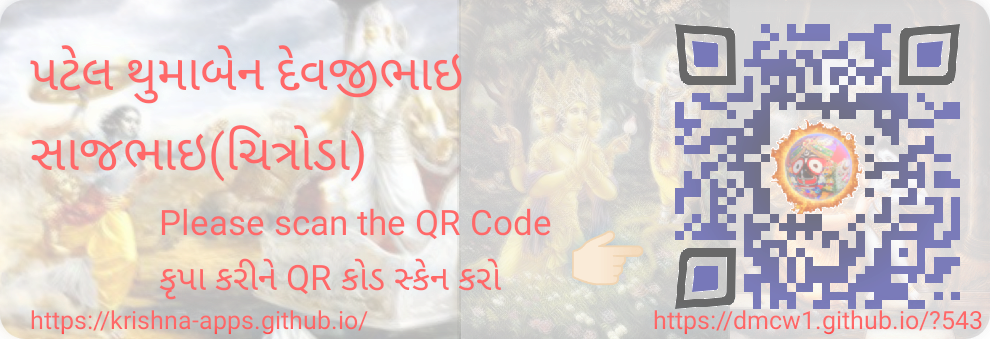 પટેલ થુમાબેન દેવજીભાઇ
સાજભાઇ(ચિત્રોડા)
Please scan the QR Code
કૃપા કરીને QR કોડ સ્કેન કરો
https://krishna-apps.github.io/
https://dmcw1.github.io/?543